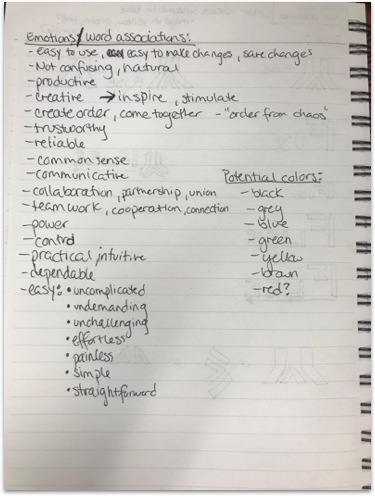 Emotions/word associations:
- easy to use, easy to make changes, save changes
- Not confusing, natural
- productive
- creative → inspire, stimulate
- create order, come together - "order from chaos"
- trustworthy
- reliable
- common sense
- communicative
- collaboration, partnership, union
- teamwork, cooperation, connection
- power
- control
- practical, intuitive
- dependable
- easy: • uncomplicated
• undemanding
• unchallenging
• effortless
• painless
• simple
• straightforward
Potential colors:
- black
- grey
- blue
- green
- yellow
- brown
- red?